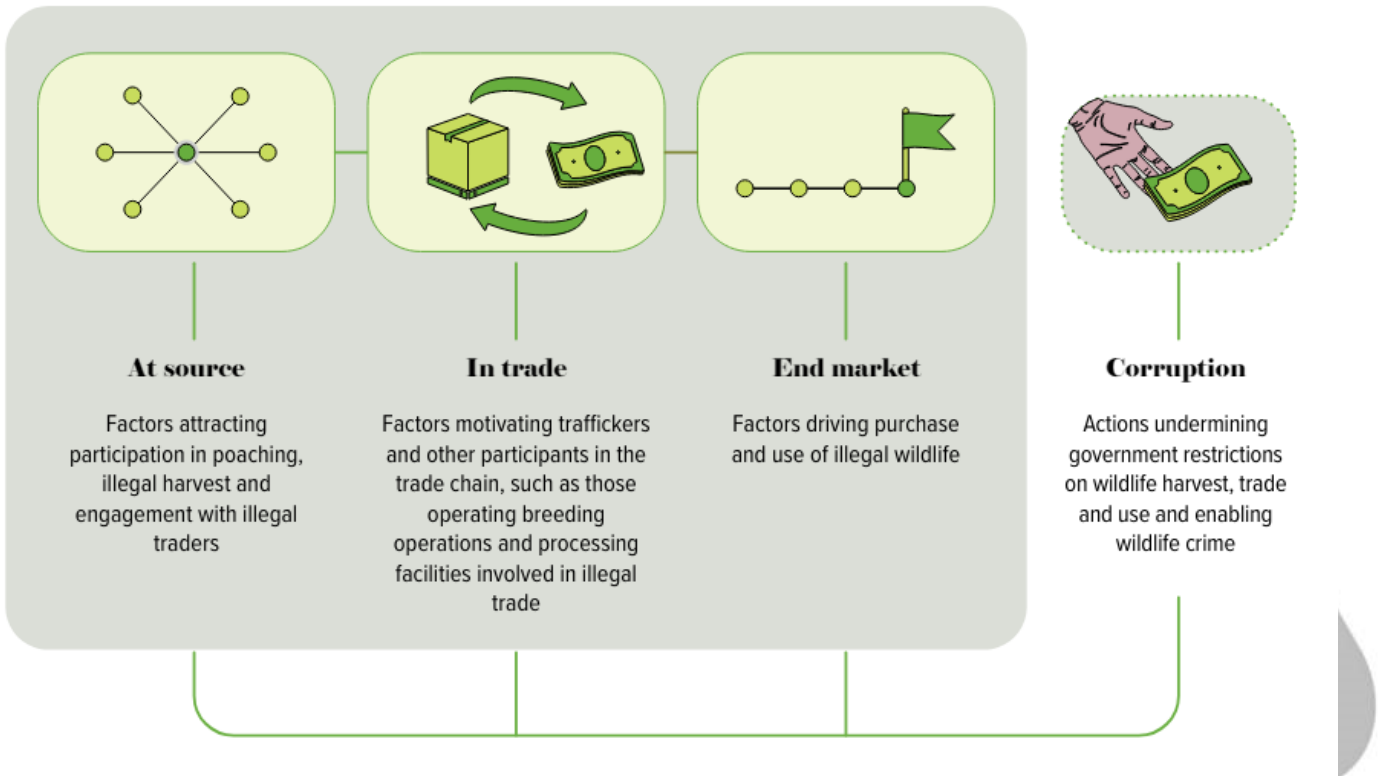 At source
Factors attracting
participation in poaching,
illegal harvest and
engagement with illegal
traders
In trade
Factors motivating traffickers
and other participants in the
trade chain, such as those
operating breeding
operations and processing
facilities involved in illegal
trade
End market
Factors driving purchase
and use of illegal wildlife
Corruption
Actions undermining
government restrictions
on wildlife harvest, trade
and use and enabling
wildlife crime